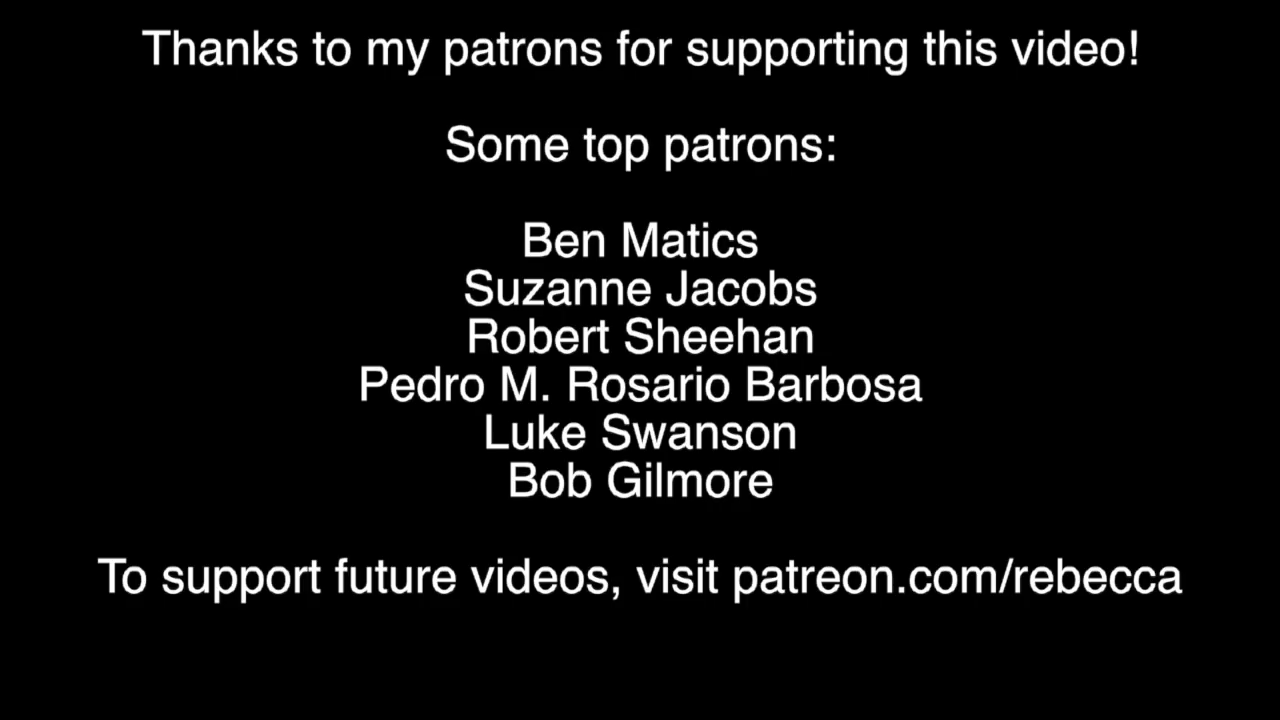 Thanks to my patrons for supporting this video!
Some top patrons:
Ben Matics
Suzanne Jacobs
Robert Sheehan
Pedro M. Rosario Barbosa
Luke Swanson
Bob Gilmore
To support future videos, visit patreon.com/rebecca